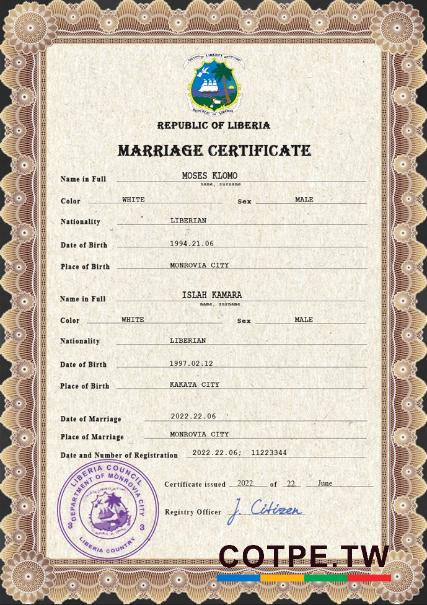 REPUBLIC OF LIBERIA
MARRIAGE CERTIFICATE
Name in Full MOSES KLOMO
name, surname
Color WHITE Sex MALE
Nationality LIBERIAN
Date of Birth 1994.21.06
Place of Birth MONROVIA CITY
Name in Full ISLAH KAMARA
name, surname
Color WHITE Sex MALE
Nationality LIBERIAN
Date of Birth 1997.02.12
Place of Birth KAKATA CITY
Date of Marriage 2022.22.06
Place of Marriage MONROVIA CITY
Date and Number of Registration 2022.22.06; 11223344
LIBERIA COUNCIL
DEPARTMENT OF MONROVIA CITY
3 3
LIBERIA COUNTRY
Certificate issued 2022 of 22 June
Registry Officer J. Citizen
COTPE.TW